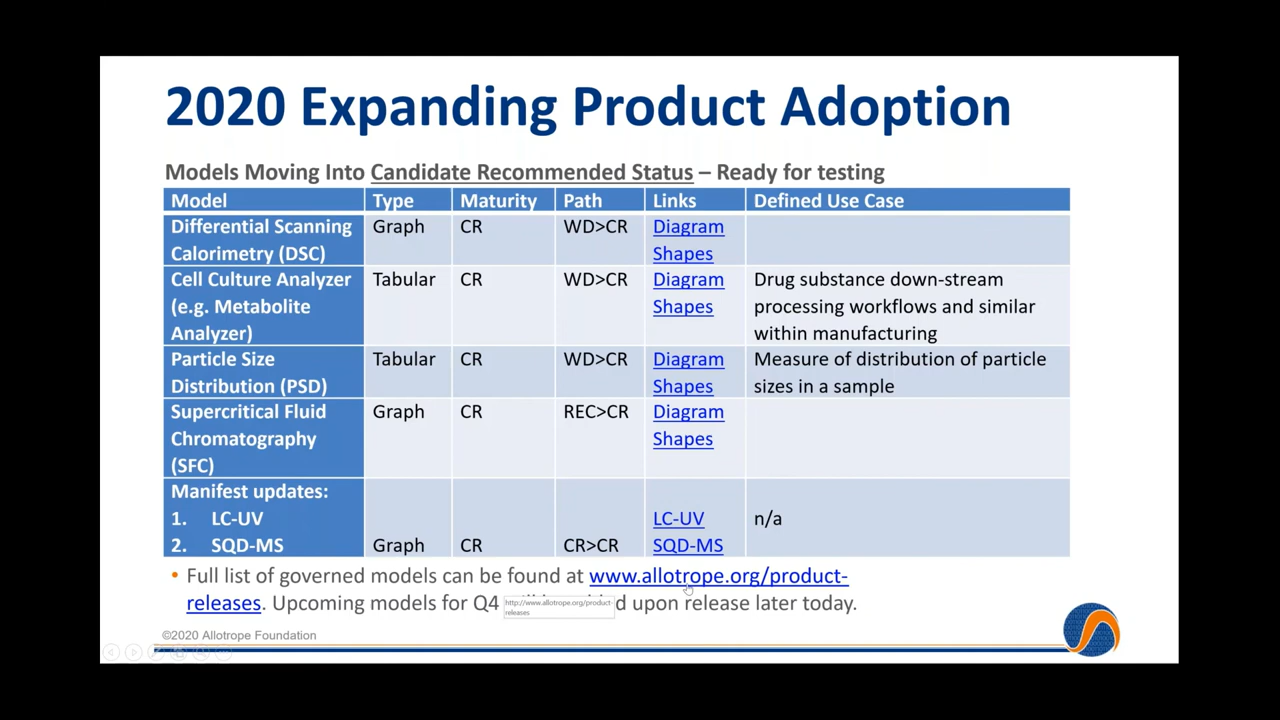 2020 Expanding Product Adoption
Models Moving Into Candidate Recommended Status – Ready for testing
Model Type Maturity Path Links Defined Use Case
Differential Scanning Graph CR WD>CR Diagram
Calorimetry (DSC) Shapes
Cell Culture Analyzer Tabular CR WD>CR Diagram Drug substance down-stream
(e.g. Metabolite Shapes processing workflows and similar
Analyzer) within manufacturing
Particle Size Tabular CR WD>CR Diagram Measure of distribution of particle
Distribution (PSD) Shapes sizes in a sample
Supercritical Fluid Graph CR REC>CR Diagram
Chromatography Shapes
(SFC)
Manifest updates:
1. LC-UV LC-UV n/a
2. SQD-MS Graph CR CR>CR SQD-MS
• Full list of governed models can be found at www.allotrope.org/product-
releases. Upcoming models for Q4 upon release later today.
http://www.allotrope.org/product-
releases
©2020 Allotrope Foundation